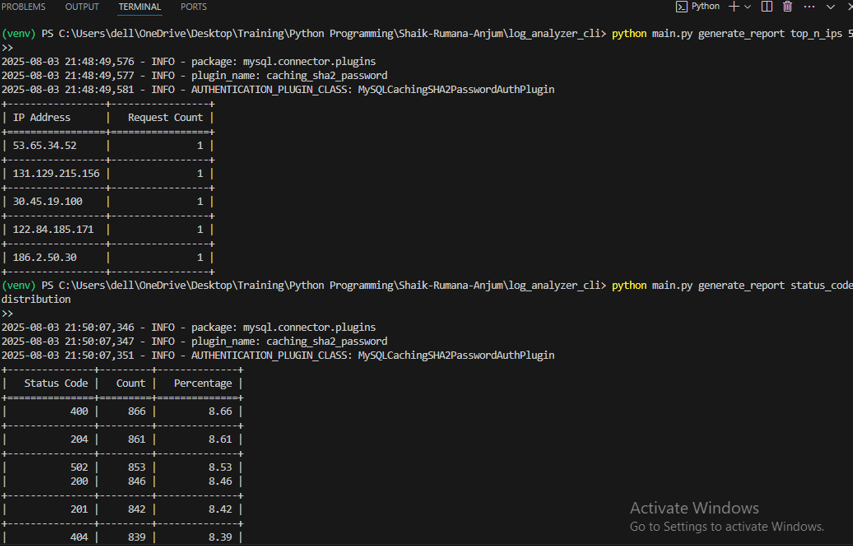 PROBLEMS OUTPUT TERMINAL PORTS Python
(venv) PS C:\Users\dell\OneDrive\Desktop\Training\Python Programming\Shaik-Rumana-Anjum\log_analyzer_cli> python main.py generate_report top_n_ips 5
>>
2025-08-03 21:48:49,576 - INFO - package: mysql.connector.plugins
2025-08-03 21:48:49,577 - INFO - plugin_name: caching_sha2_password
2025-08-03 21:48:49,581 - INFO - AUTHENTICATION_PLUGIN_CLASS: MySQLCachingSHA2PasswordAuthPlugin
+-----------------+-----------------+
| IP Address      |   Request Count |
+=================+=================+
| 53.65.34.52     |               1 |
+-----------------+-----------------+
| 131.129.215.156 |               1 |
+-----------------+-----------------+
| 30.45.19.100    |               1 |
+-----------------+-----------------+
| 122.84.185.171  |               1 |
+-----------------+-----------------+
| 186.2.50.30     |               1 |
+-----------------+-----------------+
(venv) PS C:\Users\dell\OneDrive\Desktop\Training\Python Programming\Shaik-Rumana-Anjum\log_analyzer_cli> python main.py generate_report status_code
distribution
>>
2025-08-03 21:50:07,346 - INFO - package: mysql.connector.plugins
2025-08-03 21:50:07,347 - INFO - plugin_name: caching_sha2_password
2025-08-03 21:50:07,351 - INFO - AUTHENTICATION_PLUGIN_CLASS: MySQLCachingSHA2PasswordAuthPlugin
+---------------+---------+--------------+
|   Status Code |   Count |   Percentage |
+===============+=========+==============+
|           400 |     866 |         8.66 |
+---------------+---------+--------------+
|           204 |     861 |         8.61 |
+---------------+---------+--------------+
|           502 |     853 |         8.53 |
|           200 |     846 |         8.46 |
+---------------+---------+--------------+
|           201 |     842 |         8.42 |
+---------------+---------+--------------+
|           404 |     839 |         8.39 |
Activate Windows
Go to Settings to activate Windows.